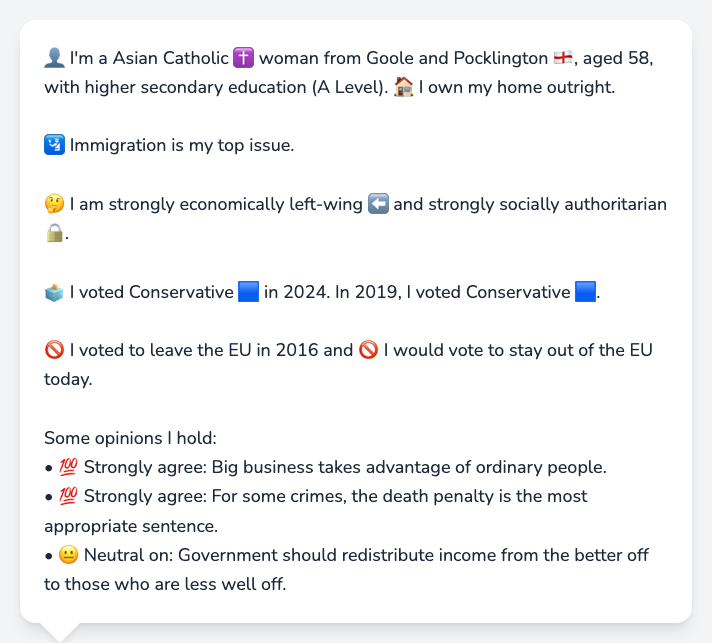 👤 I'm a Asian Catholic ✝️ woman from Goole and Pocklington 🏴󠁧󠁢󠁥󠁮󠁧󠁿, aged 58,
with higher secondary education (A Level). 🏠 I own my home outright.
🛂 Immigration is my top issue.
🤔 I am strongly economically left-wing ⬅️ and strongly socially authoritarian
🔒.
🗳️ I voted Conservative 🟦 in 2024. In 2019, I voted Conservative 🟦.
🚫 I voted to leave the EU in 2016 and 🚫 I would vote to stay out of the EU
today.
Some opinions I hold:
• 💯 Strongly agree: Big business takes advantage of ordinary people.
• 💯 Strongly agree: For some crimes, the death penalty is the most
appropriate sentence.
• 😐 Neutral on: Government should redistribute income from the better off
to those who are less well off.